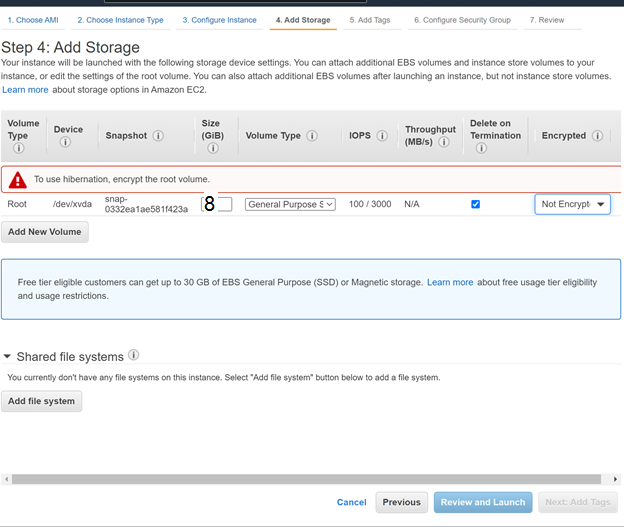 1. Choose AMI 2. Choose Instance Type 3. Configure Instance 4. Add Storage 5. Add Tags 6. Configure Security Group 7. Review
Step 4: Add Storage
Your instance will be launched with the following storage device settings. You can attach additional EBS volumes and instance store volumes to your
instance, or edit the settings of the root volume. You can also attach additional EBS volumes after launching an instance, but not instance store volumes.
Learn more about storage options in Amazon EC2.
Volume Type Device Snapshot Size (GiB) Volume Type IOPS Throughput (MB/s) Delete on Termination Encrypted
To use hibernation, encrypt the root volume.
Root /dev/xvda snap-0332ea1ae581f423a 8 General Purpose S 100 / 3000 N/A Not Encrypt
Add New Volume
Free tier eligible customers can get up to 30 GB of EBS General Purpose (SSD) or Magnetic storage. Learn more about free usage tier eligibility
and usage restrictions.
Shared file systems
You currently don't have any file systems on this instance. Select "Add file system" button below to add a file system.
Add file system
Cancel Previous Review and Launch Next: Add Tags